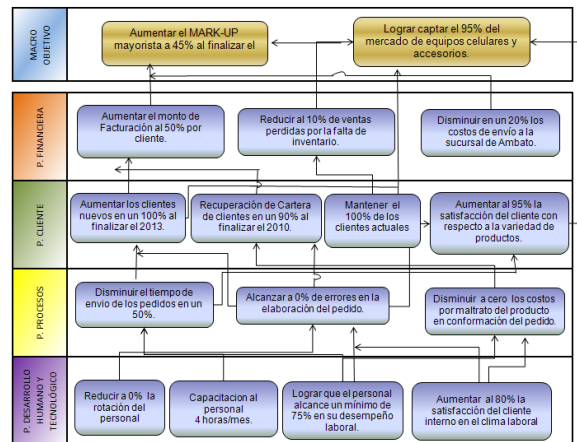 MACRO
OBJETIVO
Aumentar el MARK-UP
mayorista a 45% al finalizar el
Lograr captar el 95% del
mercado de equipos celulares y
accesorios.
P. FINANCIERA
Aumentar el monto de
Facturación al 50% por
cliente.
Reducir al 10% de ventas
perdidas por la falta de
inventario.
Disminuir en un 20% los
costos de envío a la
sucursal de Ambato.
P. CLIENTE
Aumentar los clientes
nuevos en un 100% al
finalizar el 2013.
Recuperación de Cartera
de clientes en un 90% al
finalizar el 2010.
Mantener el
100% de los
clientes actuales
Aumentar al 95% la
satisfacción del cliente con
respecto a la variedad de
productos.
P. PROCESOS
Disminuir el tiempo de
envio de los pedidos en un
50%.
Alcanzar a 0% de errores en la
elaboración del pedido.
Disminuir a cero los costos
por maltrato del producto
en conformación del pedido.
P. DESARROLLO
HUMANO Y
TECNOLÓGICO
Reducir a 0% la
rotación del
personal
Capacitacion al
personal
4 horas/mes.
Lograr que el personal
alcance un mínimo de
75% en su desempeño
laboral.
Aumentar al 80% la
satisfacción del cliente
interno en el clima laboral